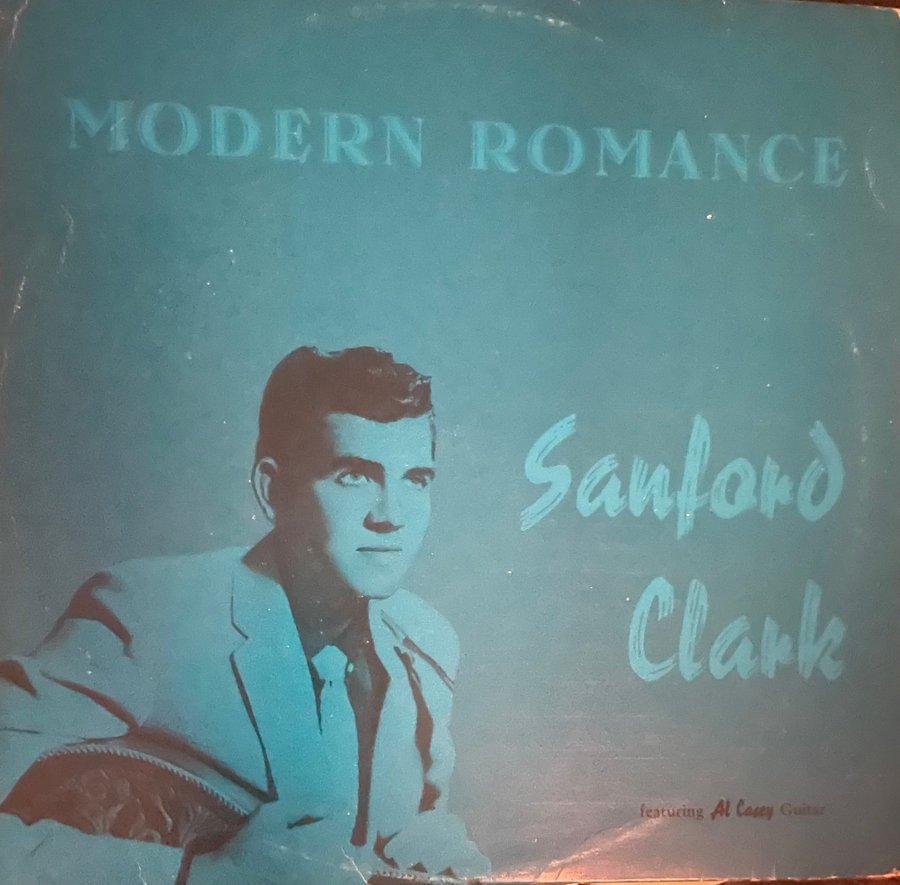 MODERN ROMANCE
Sanford
Clark
featuring Al Casey Guitar